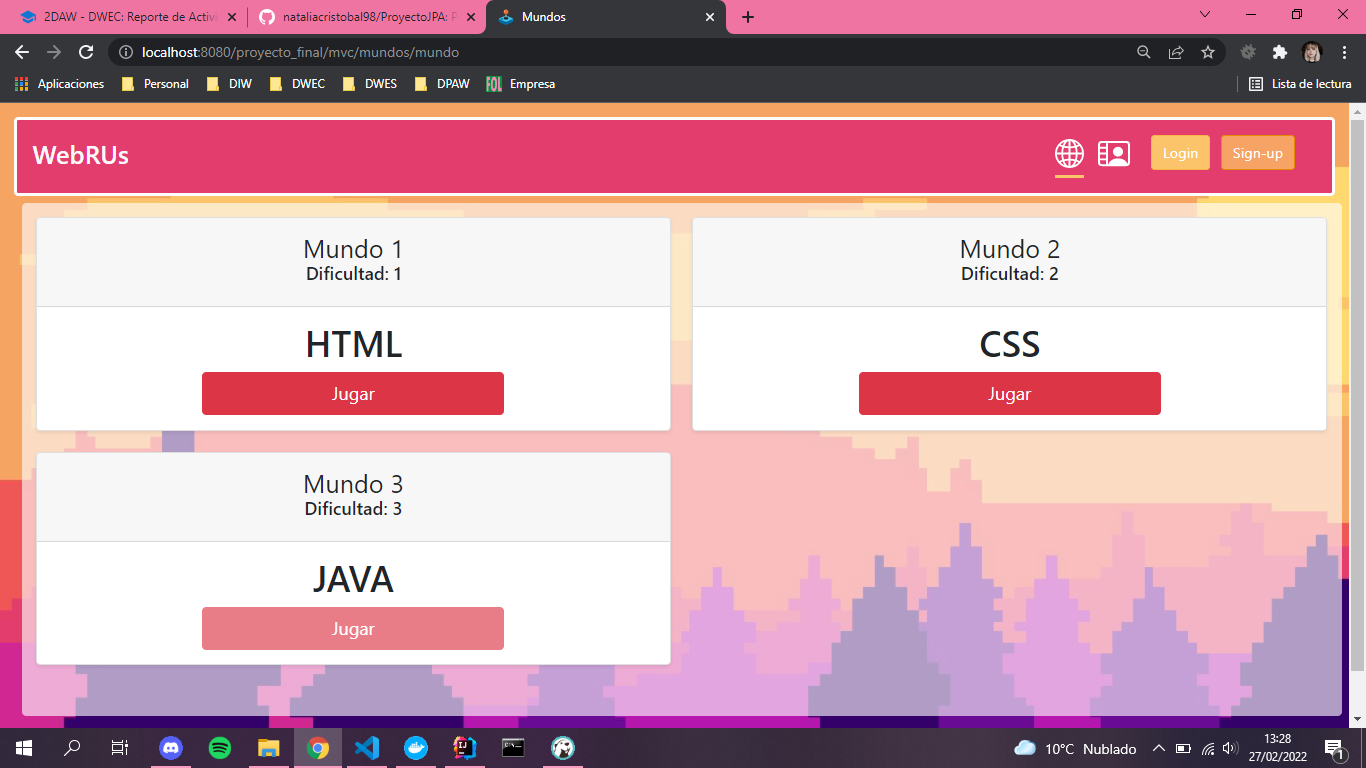 2DAW - DWEC: Reporte de Activi
nataliacristobal98/ProyectoJPA: P
Mundos
localhost:8080/proyecto_final/mvc/mundos/mundo
Aplicaciones
Personal
DIW
DWEC
DWES
DPAW
FOL
Empresa
Lista de lectura
WebRUs
Login
Sign-up
Mundo 1
Dificultad: 1
HTML
Jugar
Mundo 2
Dificultad: 2
CSS
Jugar
Mundo 3
Dificultad: 3
JAVA
Jugar
10°C Nublado
13:28
27/02/2022
1